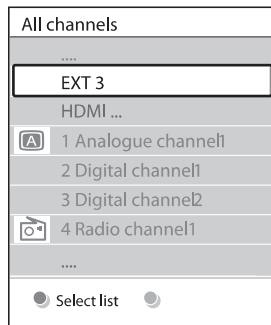 All channels
....
EXT 3
HDMI ...
A 1 Analogue channel1
2 Digital channel1
3 Digital channel2
4 Radio channel1
....
Select list